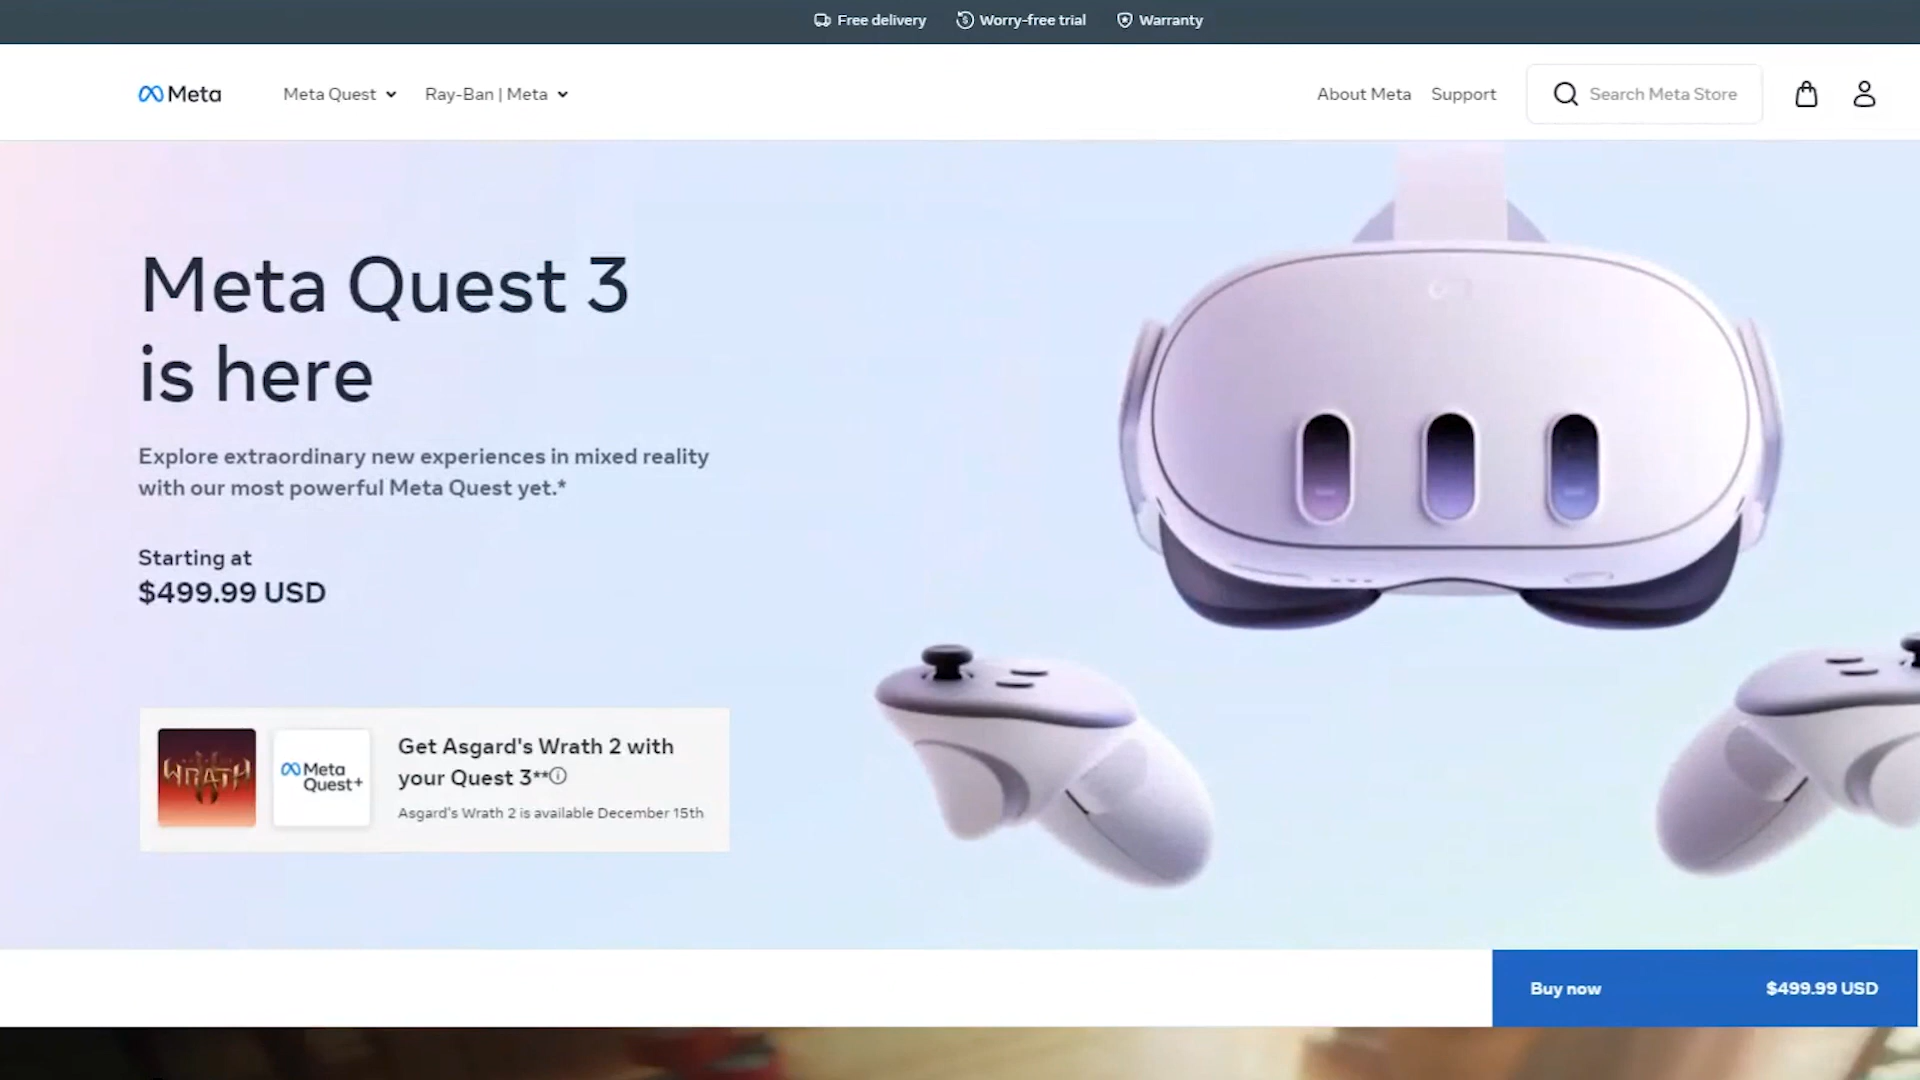 Free delivery Worry-free trial Warranty
Meta Meta Quest Ray-Ban | Meta About Meta Support Search Meta Store
Meta Quest 3
is here
Explore extraordinary new experiences in mixed reality
with our most powerful Meta Quest yet.*
Starting at
$499.99 USD
WRATH
Meta
Quest+
Get Asgard's Wrath 2 with
your Quest 3**
Asgard's Wrath 2 is available December 15th
Buy now $499.99 USD